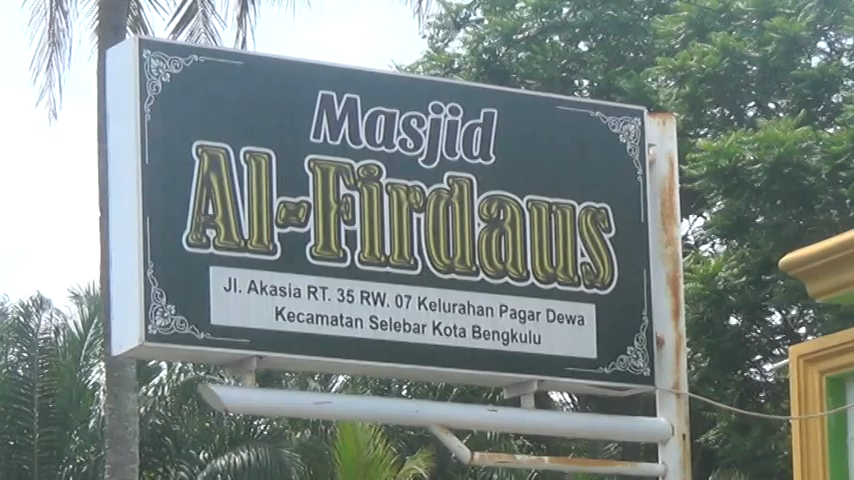 Masjid
Al-Firdaus
Jl. Akasia RT. 35 RW. 07 Kelurahan Pagar Dewa
Kecamatan Selebar Kota Bengkulu